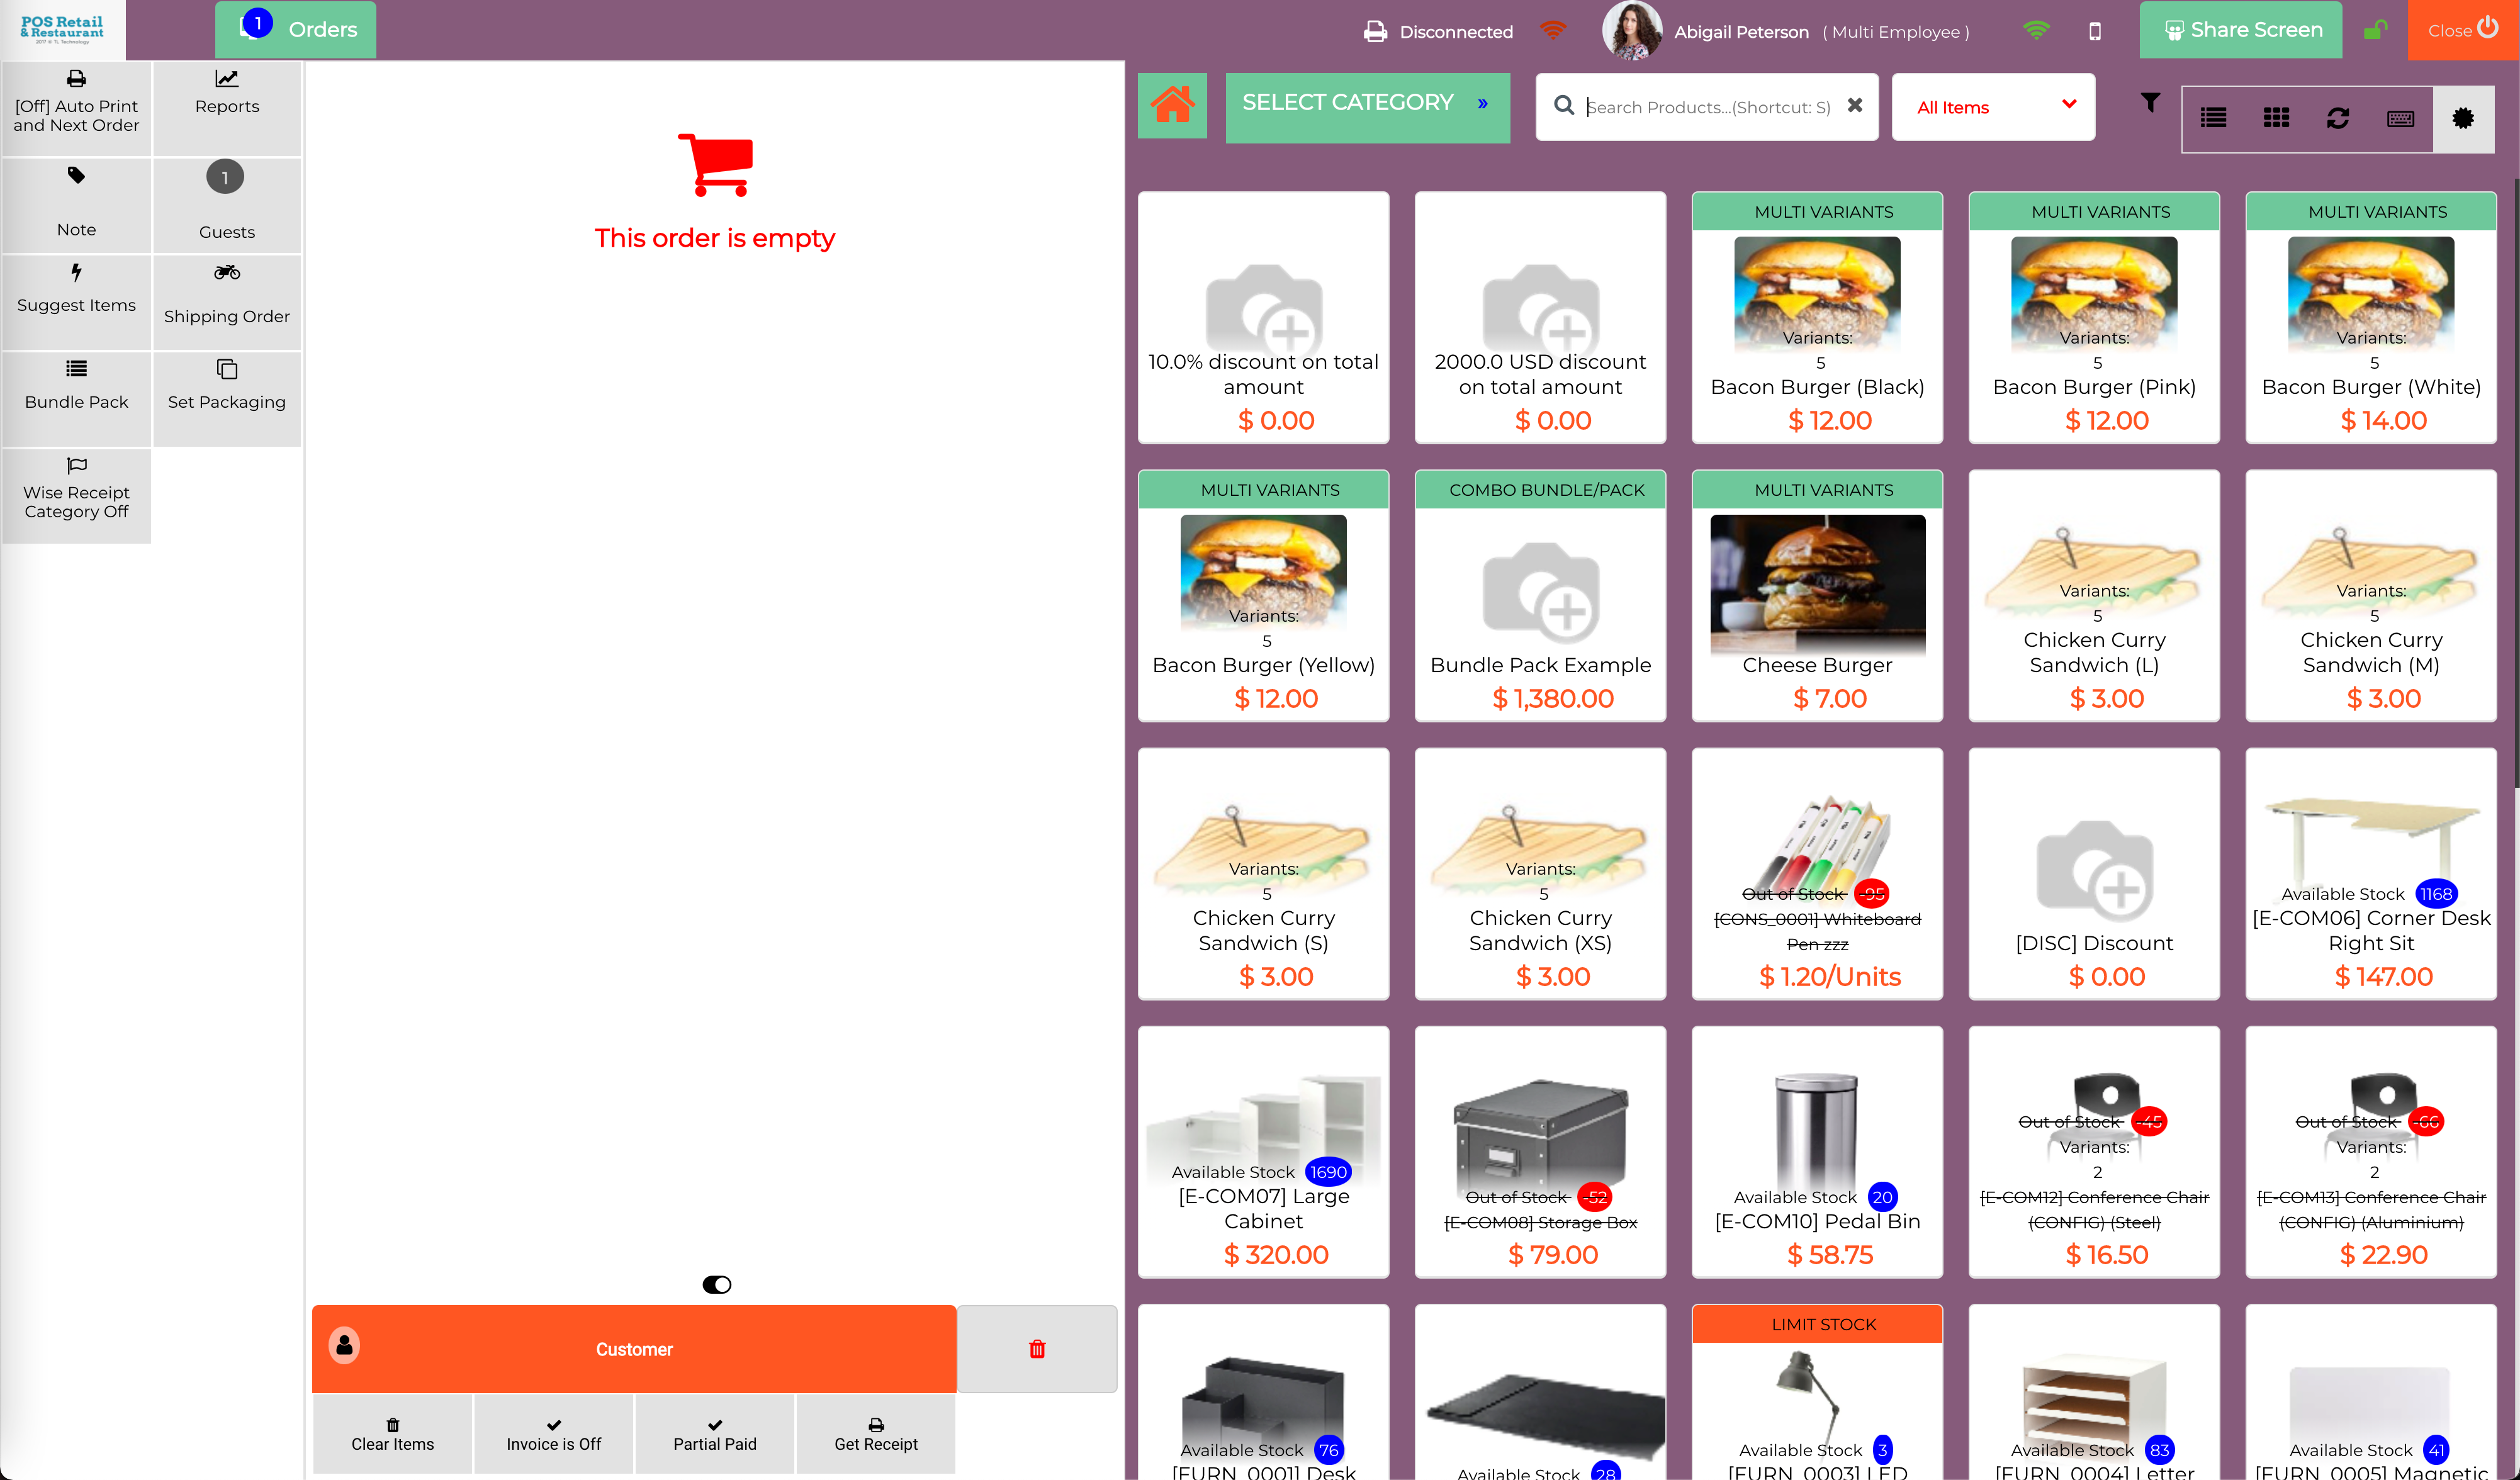 POS Retail
& Restaurant
2017 © TL Technology
1
Orders
Disconnected
Abigail Peterson
( Multi Employee )
Share Screen
Close
[Off] Auto Print
and Next Order
Reports
Note
1
Guests
Suggest Items
Shipping Order
Bundle Pack
Set Packaging
Wise Receipt
Category Off
This order is empty
Customer
Clear Items
Invoice is Off
Partial Paid
Get Receipt
SELECT CATEGORY »
Search Products...(Shortcut: S)
All Items
10.0% discount on total
amount
$ 0.00
2000.0 USD discount
on total amount
$ 0.00
MULTI VARIANTS
Variants:
5
Bacon Burger (Black)
$ 12.00
MULTI VARIANTS
Variants:
5
Bacon Burger (Pink)
$ 12.00
MULTI VARIANTS
Variants:
5
Bacon Burger (White)
$ 14.00
MULTI VARIANTS
Variants:
5
Bacon Burger (Yellow)
$ 12.00
COMBO BUNDLE/PACK
Bundle Pack Example
$ 1,380.00
MULTI VARIANTS
Cheese Burger
$ 7.00
Variants:
5
Chicken Curry
Sandwich (L)
$ 3.00
Variants:
5
Chicken Curry
Sandwich (M)
$ 3.00
Variants:
5
Chicken Curry
Sandwich (S)
$ 3.00
Variants:
5
Chicken Curry
Sandwich (XS)
$ 3.00
Out of Stock -95
[CONS_0001] Whiteboard
Pen zzz
$ 1.20/Units
[DISC] Discount
$ 0.00
Available Stock 1168
[E-COM06] Corner Desk
Right Sit
$ 147.00
Available Stock 1690
[E-COM07] Large
Cabinet
$ 320.00
Out of Stock -52
[E-COM08] Storage Box
$ 79.00
Available Stock 20
[E-COM10] Pedal Bin
$ 58.75
Out of Stock -45
Variants:
2
[E-COM12] Conference Chair
(CONFIG) (Steel)
$ 16.50
Out of Stock -66
Variants:
2
[E-COM13] Conference Chair
(CONFIG) (Aluminium)
$ 22.90
Available Stock 76
[FURN_0001] Desk
Available Stock 28
LIMIT STOCK
Available Stock 3
[FURN_0003] LED
Available Stock 83
[FURN_0004] Letter
Available Stock 41
[FURN_0005] Magnetic